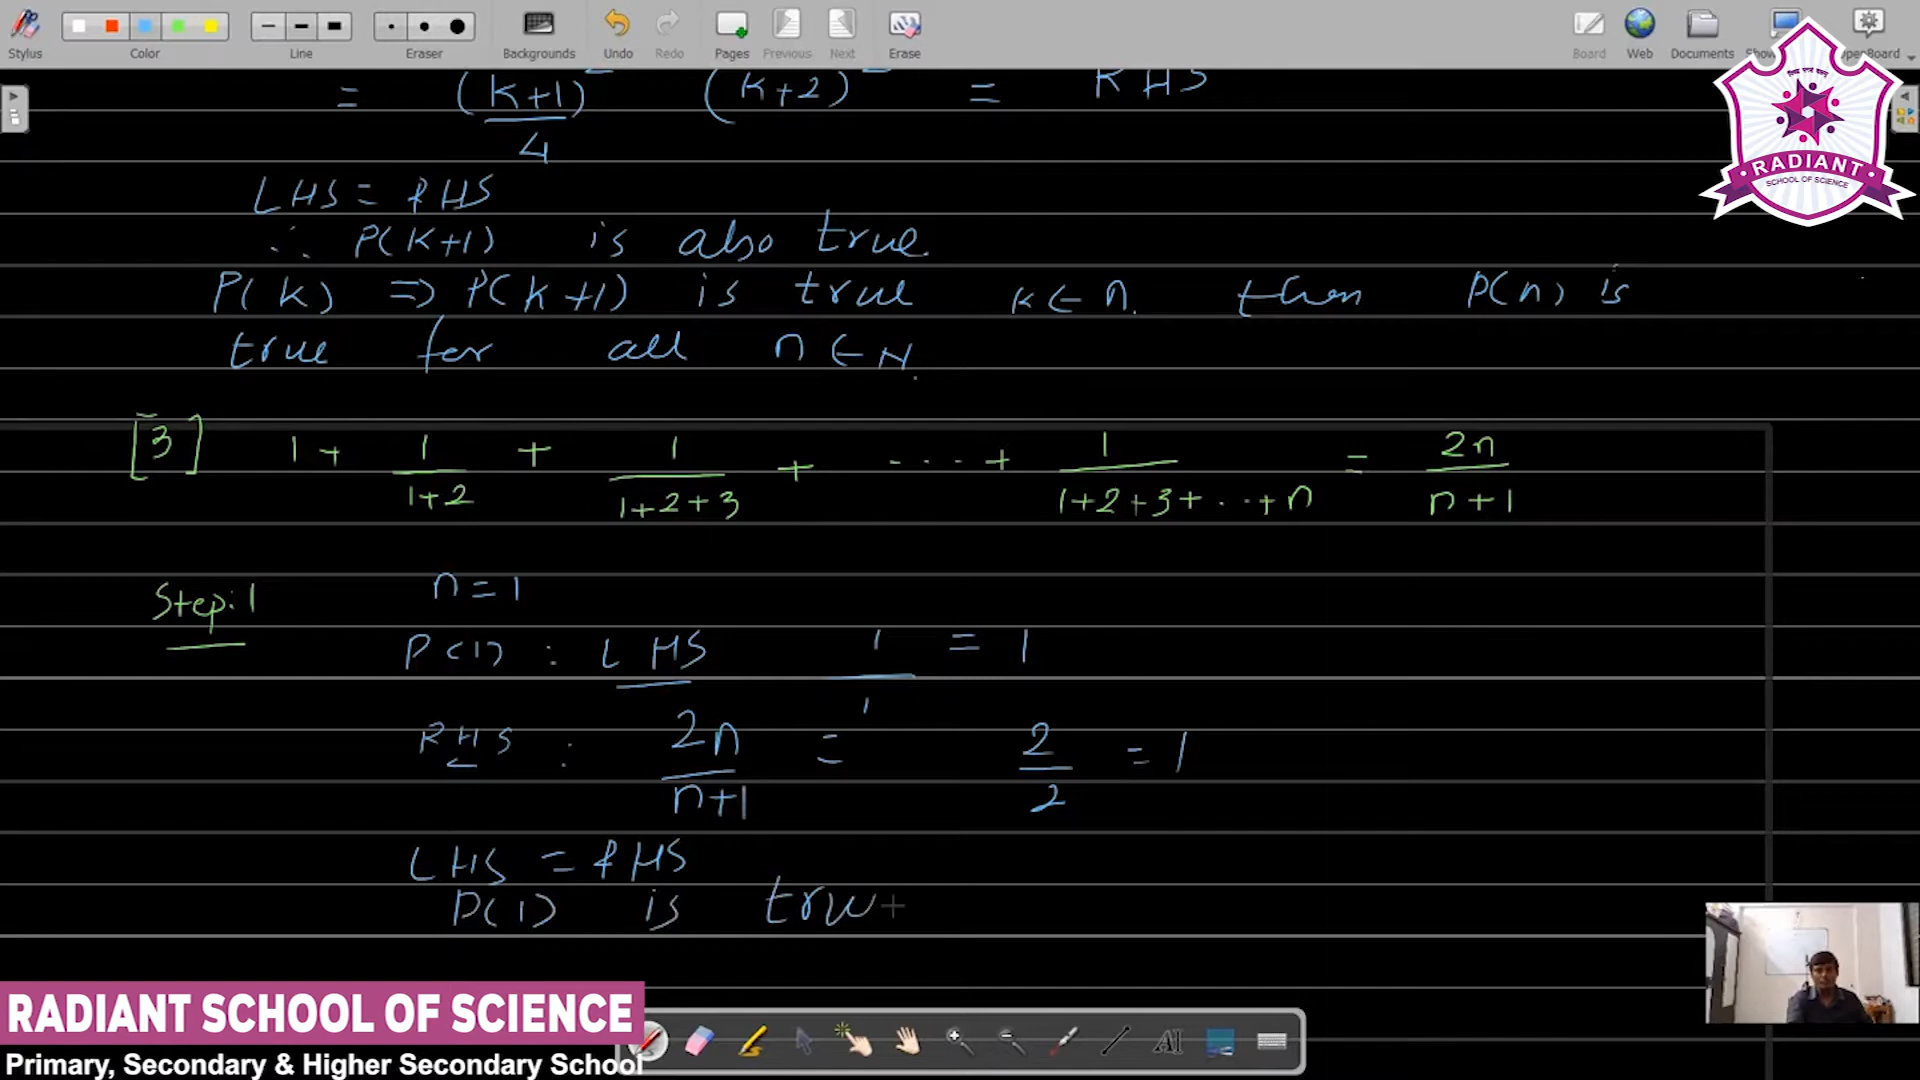 Stylus Color Line Eraser Backgrounds Undo Redo Pages Previous Next Erase Board Web Documents
= (k+1)² (k+2)² = RHS
4
LHS = RHS
∴ P(k+1) is also true.
P(k) => P(k+1) is true k ∈ n. then P(n) is
true for all n ∈ N.
[3] 1 + 1/(1+2) + 1/(1+2+3) + ... + 1/(1+2+3+...+n) = 2n/(n+1)
Step:1 n = 1
P(1) : LHS 1/1 = 1
RHS : 2n/(n+1) = 2/2 = 1
LHS = RHS
P(1) is true
RADIANT
SCHOOL OF SCIENCE
RADIANT SCHOOL OF SCIENCE
Primary, Secondary & Higher Secondary School